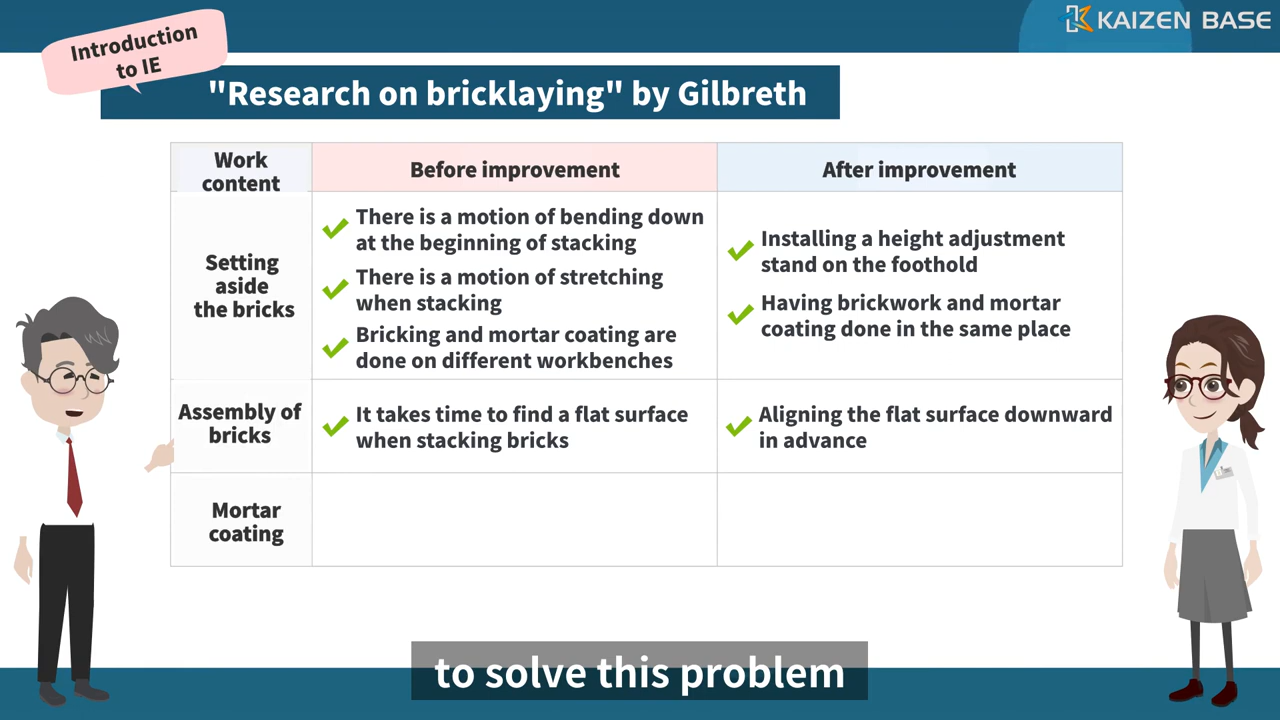 Introduction
to IE
KAIZEN BASE
"Research on bricklaying" by Gilbreth
Work
content
Before improvement
After improvement
Setting
aside
the bricks
There is a motion of bending down
at the beginning of stacking
There is a motion of stretching
when stacking
Bricking and mortar coating are
done on different workbenches
Installing a height adjustment
stand on the foothold
Having brickwork and mortar
coating done in the same place
Assembly of
bricks
It takes time to find a flat surface
when stacking bricks
Aligning the flat surface downward
in advance
Mortar
coating
to solve this problem